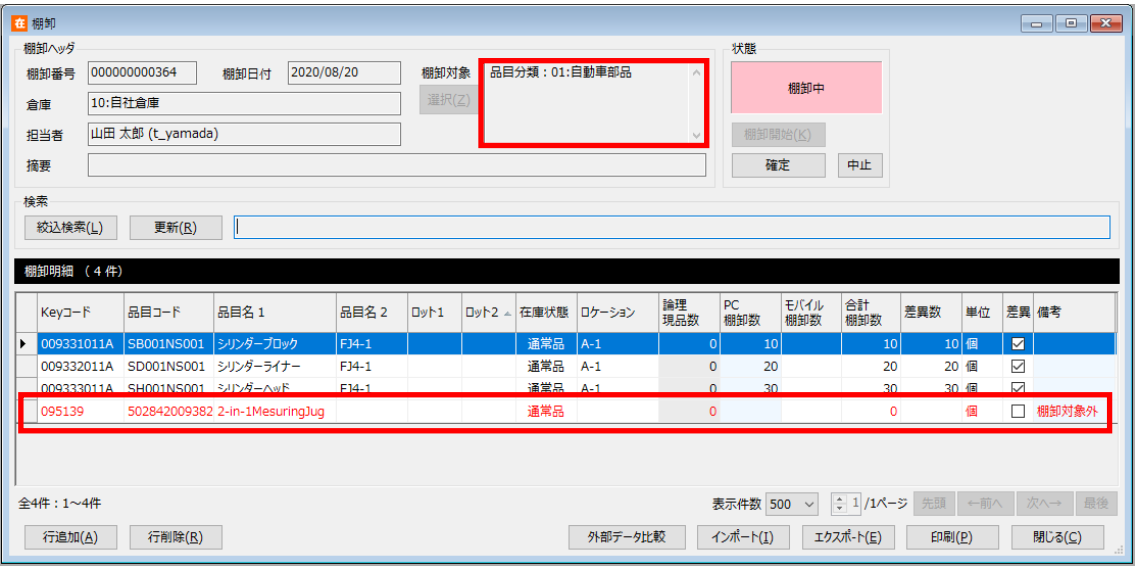 在 棚卸
棚卸ヘッダ
棚卸番号 000000000364 棚卸日付 2020/08/20 棚卸対象 品目分類：01:自動車部品
選択(Z)
倉庫 10:自社倉庫
担当者 山田 太郎 (t_yamada)
摘要
状態
棚卸中
棚卸開始(K)
確定 中止
検索
絞込検索(L) 更新(R)
棚卸明細 （ 4 件）
Keyコード 品目コード 品目名 1 品目名 2 ロット1 ロット2 在庫状態 ロケーション 論理現品数 PC棚卸数 モバイル棚卸数 合計棚卸数 差異数 単位 差異 備考
009331011A SB001NS001 シリンダーブロック FJ4-1 通常品 A-1 0 10 10 10 個
009332011A SD001NS001 シリンダーライナー FJ4-1 通常品 A-1 0 20 20 20 個
009333011A SH001NS001 シリンダーヘッド FJ4-1 通常品 A-1 0 30 30 30 個
095139 502842009382 2-in-1MesuringJug 通常品 0 0 個 棚卸対象外
全4件：1～4件 表示件数 500 1 /1ページ 先頭 ←前へ 次へ→ 最後
行追加(A) 行削除(R) 外部データ比較 インポート(I) エクスポート(E) 印刷(P) 閉じる(C)